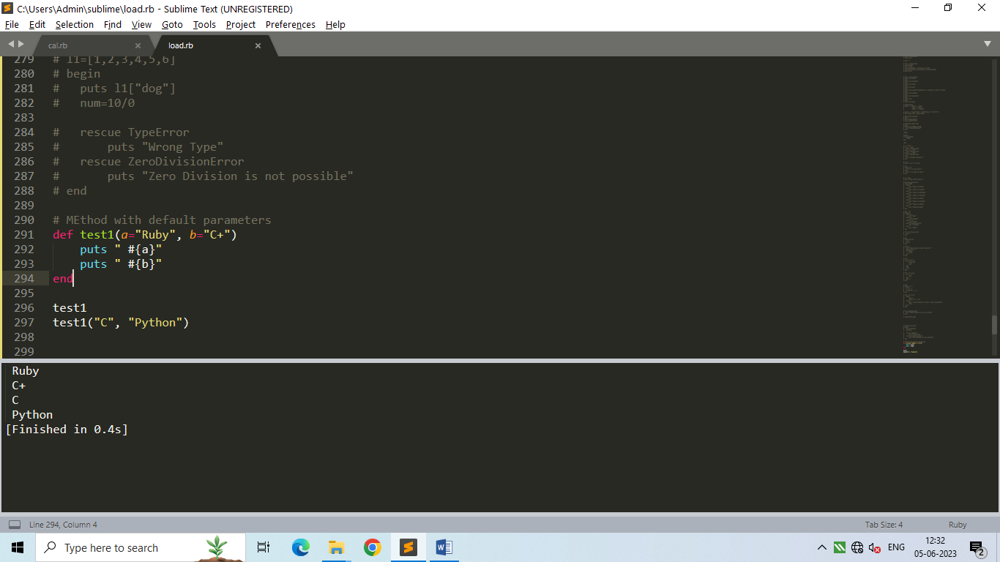 C:\Users\Admin\sublime\load.rb - Sublime Text (UNREGISTERED)
File Edit Selection Find View Goto Tools Project Preferences Help
cal.rb × load.rb ×
279 # l1=[1,2,3,4,5,6]
280 # begin
281 #   puts l1["dog"]
282 #   num=10/0
283
284 #   rescue TypeError
285 #       puts "Wrong Type"
286 #   rescue ZeroDivisionError
287 #       puts "Zero Division is not possible"
288 # end
289
290 # MEthod with default parameters
291 def test1(a="Ruby", b="C+")
292     puts " #{a}"
293     puts " #{b}"
294 end
295
296 test1
297 test1("C", "Python")
298
299
Ruby
C+
C
Python
[Finished in 0.4s]
Line 294, Column 4 Tab Size: 4 Ruby
Type here to search ENG 12:32
05-06-2023 2